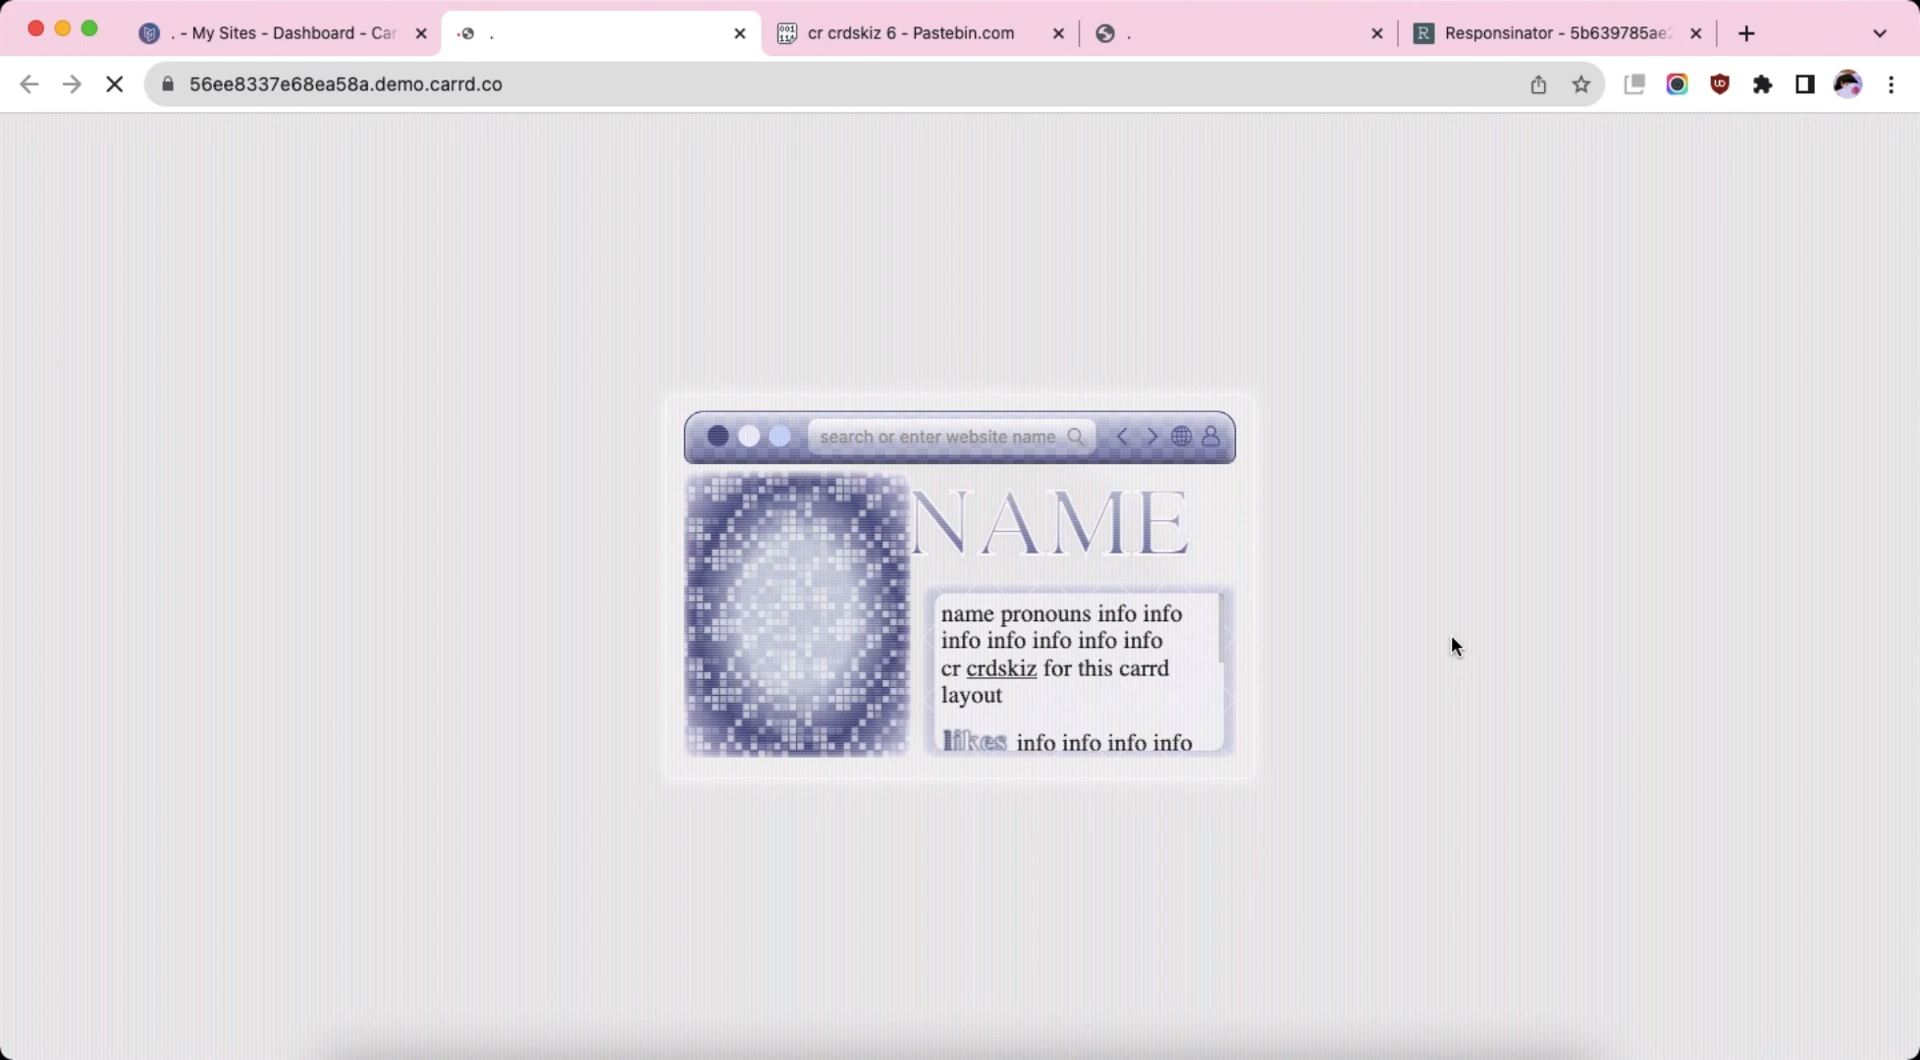 . - My Sites - Dashboard - Car
.
cr crdskiz 6 - Pastebin.com
.
R Responsinator - 5b639785ae
56ee8337e68ea58a.demo.carrd.co
search or enter website name
NAME
name pronouns info info
info info info info info
cr crdskiz for this carrd
layout
likes info info info info